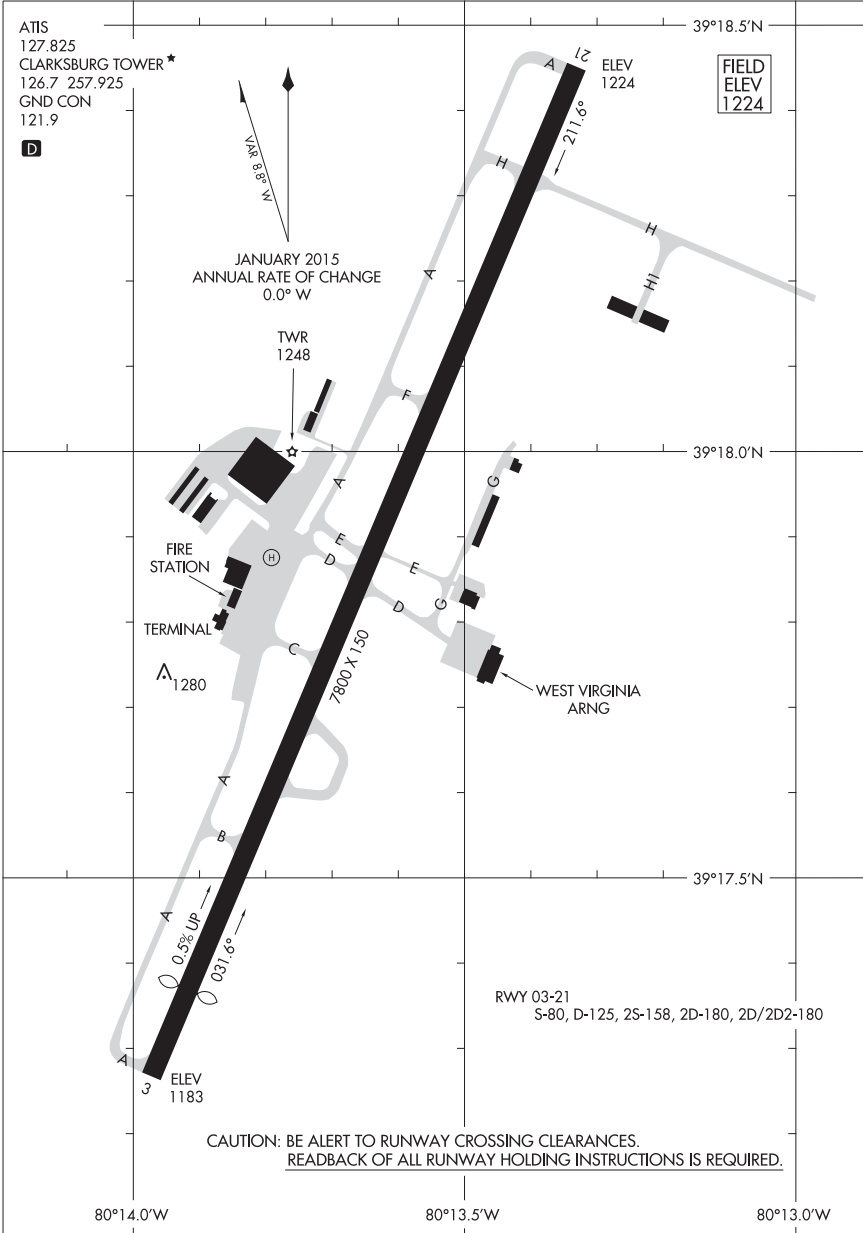 ATIS
127.825
CLARKSBURG TOWER★
126.7 257.925
GND CON
121.9
D
39°18.5'N
FIELD
ELEV
1224
A
21
ELEV
1224
211.6°
VAR 8.8° W
H
H
H1
JANUARY 2015
ANNUAL RATE OF CHANGE
0.0° W
A
TWR
1248
F
39°18.0'N
A
G
E
D
E
H
FIRE
STATION
D
G
TERMINAL
C
7800 X 150
1280
WEST VIRGINIA
ARNG
A
B
39°17.5'N
A
0.5% UP
031.6°
RWY 03-21
S-80, D-125, 2S-158, 2D-180, 2D/2D2-180
A
3
ELEV
1183
CAUTION: BE ALERT TO RUNWAY CROSSING CLEARANCES.
READBACK OF ALL RUNWAY HOLDING INSTRUCTIONS IS REQUIRED.
80°14.0'W
80°13.5'W
80°13.0'W